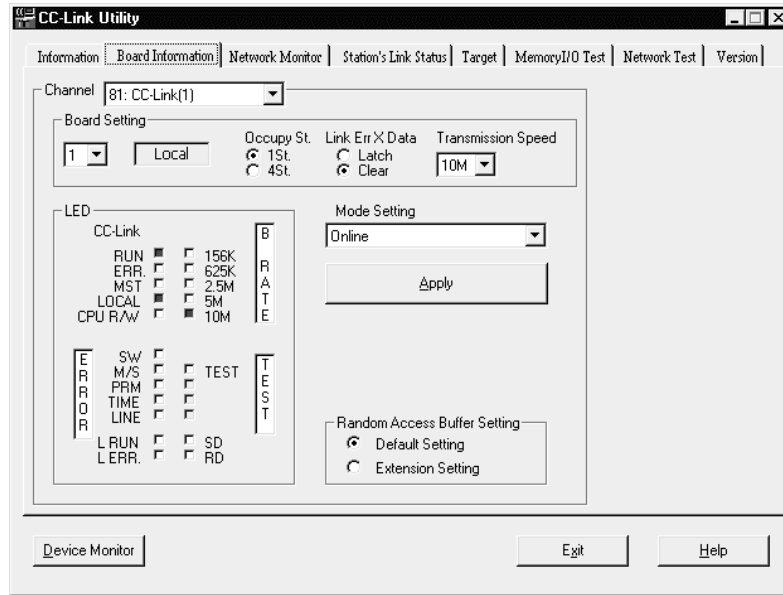 CC-Link Utility
Information Board Information Network Monitor Station's Link Status Target MemoryI/O Test Network Test Version
Channel 81: CC-Link(1)
Board Setting
Occupy St. Link Err X Data Transmission Speed
1 Local 1St. Latch 10M
4St. Clear
LED Mode Setting
CC-Link Online
RUN 156K
ERR. 625K
MST 2.5M
LOCAL 5M
CPU R/W 10M
B RATE
Apply
ERROR
SW
M/S TEST
PRM
TIME
LINE
TEST
L RUN SD
L ERR. RD
Random Access Buffer Setting
Default Setting
Extension Setting
Device Monitor Exit Help